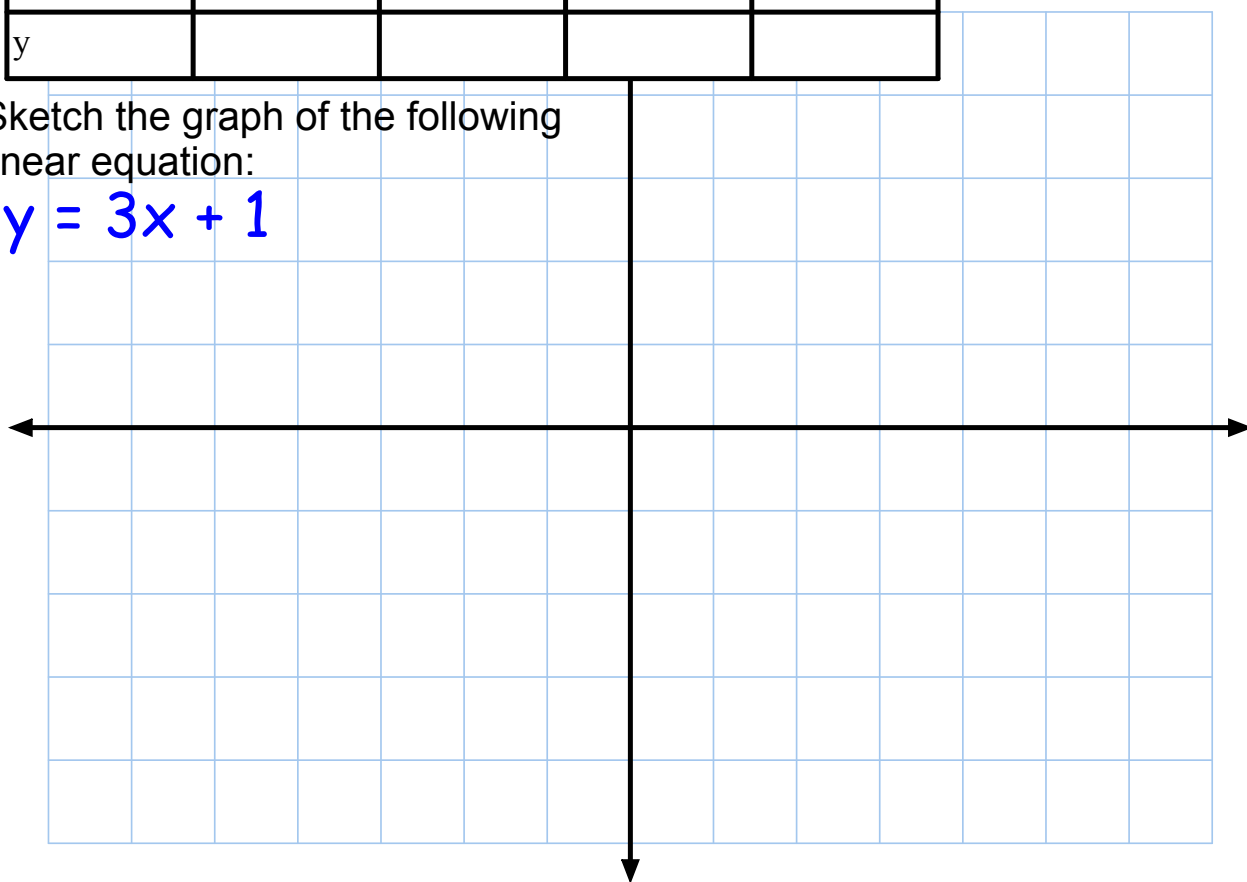 y
Sketch the graph of the following
near equation:
y = 3x + 1